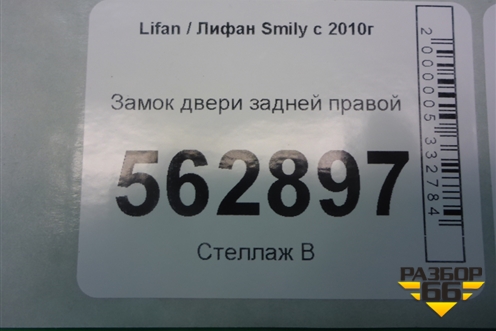 Lifan / Лифан Smily с 2010г
Замок двери задней правой
562897
Стеллаж В
2000005332784
РАЗБОР
66